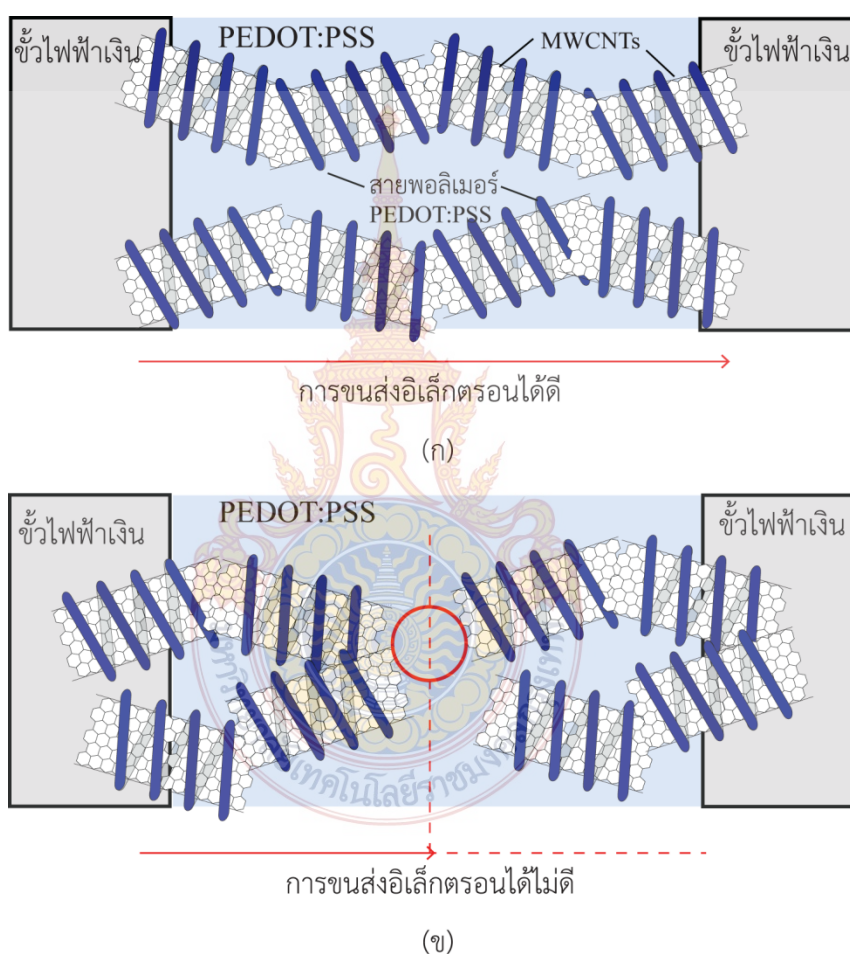 ขั้วไฟฟ้าเงิน
PEDOT:PSS
MWCNTs
ขั้วไฟฟ้าเงิน
สายพอลิเมอร์
PEDOT:PSS
การขนส่งอิเล็กตรอนได้ดี
(ก)
ขั้วไฟฟ้าเงิน
PEDOT:PSS
ขั้วไฟฟ้าเงิน
การขนส่งอิเล็กตรอนได้ไม่ดี
(ข)